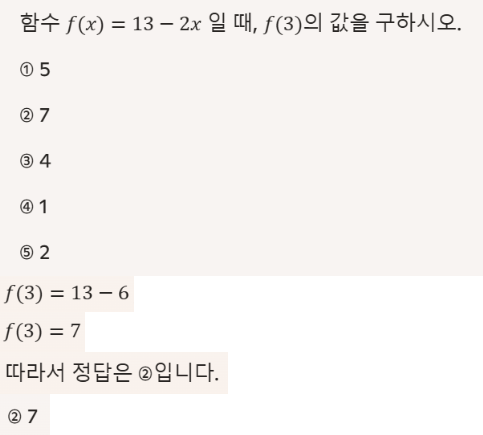 함수 f(x) = 13 − 2x 일 때, f(3)의 값을 구하시오.
① 5
② 7
③ 4
④ 1
⑤ 2
f(3) = 13 − 6
f(3) = 7
따라서 정답은 ②입니다.
② 7